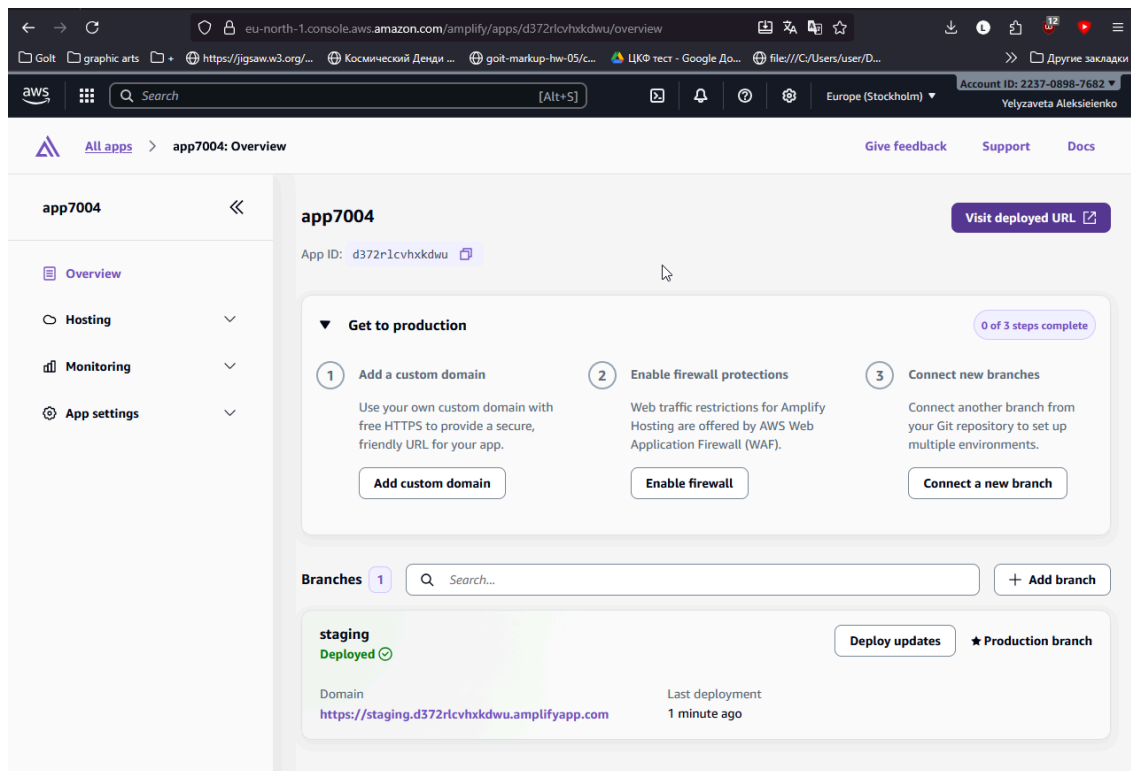 eu-north-1.console.aws.amazon.com/amplify/apps/d372rlcvhxkdwu/overview
L
12
Golt
graphic arts
+
https://jigsaw.w3.org/...
Космический Денди ...
goit-markup-hw-05/c...
ЦКФ тест - Google До...
file:///C:/Users/user/D...
Другие закладки
aws
Search
[Alt+S]
Europe (Stockholm)
Account ID: 2237-0898-7682
Yelyzaveta Aleksieienko
All apps
app7004: Overview
Give feedback
Support
Docs
app7004
Overview
Hosting
Monitoring
App settings
app7004
Visit deployed URL
App ID: d372rlcvhxkdwu
Get to production
0 of 3 steps complete
1
Add a custom domain
Use your own custom domain with
free HTTPS to provide a secure,
friendly URL for your app.
Add custom domain
2
Enable firewall protections
Web traffic restrictions for Amplify
Hosting are offered by AWS Web
Application Firewall (WAF).
Enable firewall
3
Connect new branches
Connect another branch from
your Git repository to set up
multiple environments.
Connect a new branch
Branches 1
Search...
+ Add branch
staging
Deployed
Deploy updates
Production branch
Domain
https://staging.d372rlcvhxkdwu.amplifyapp.com
Last deployment
1 minute ago